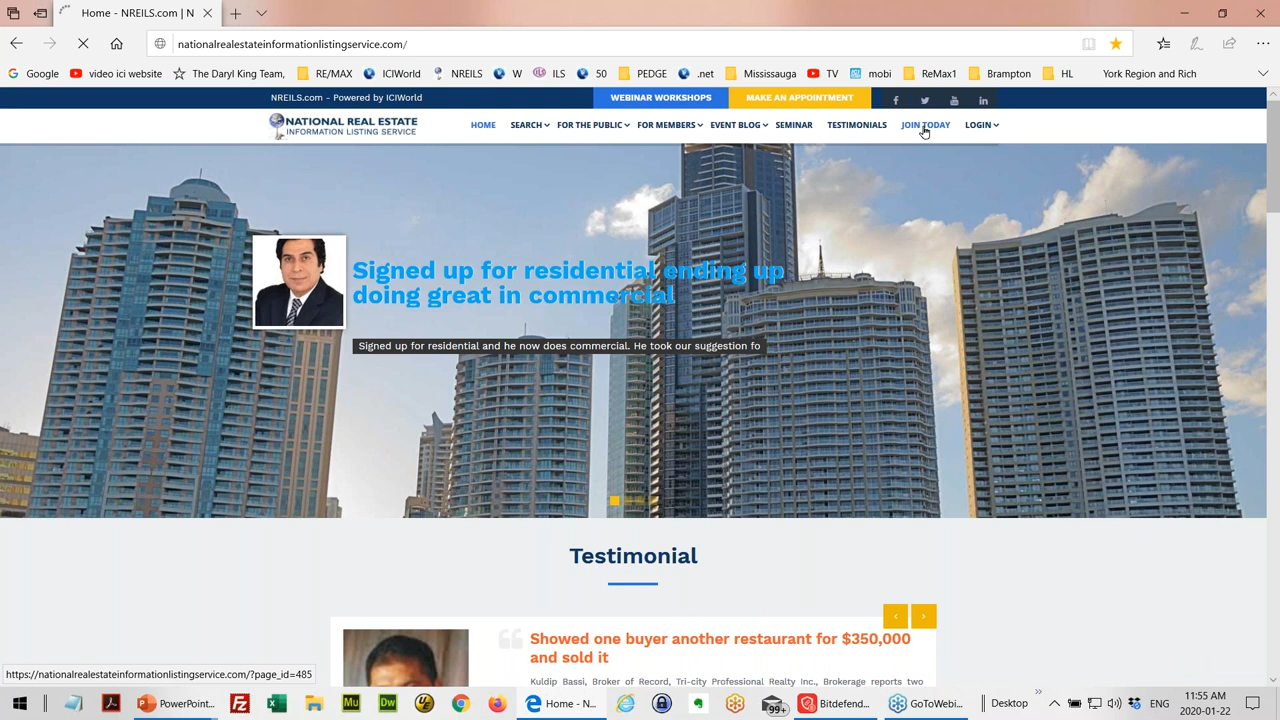 Home - NREILS.com | N
nationalrealestateinformationlistingservice.com/
Google
video ici website
The Daryl King Team,
RE/MAX
ICIWorld
NREILS
W
ILS
50
PEDGE
.net
Mississauga
TV
mobi
ReMax1
Brampton
HL
York Region and Rich
NREILS.com - Powered by ICIWorld
WEBINAR WORKSHOPS
MAKE AN APPOINTMENT
NATIONAL REAL ESTATE
INFORMATION LISTING SERVICE
HOME
SEARCH
FOR THE PUBLIC
FOR MEMBERS
EVENT BLOG
SEMINAR
TESTIMONIALS
JOIN TODAY
LOGIN
Signed up for residential ending up
doing great in commercial
Signed up for residential and he now does commercial. He took our suggestion fo
Testimonial
Showed one buyer another restaurant for $350,000
and sold it
Kuldip Bassi, Broker of Record, Tri-city Professional Realty Inc., Brokerage reports two
https://nationalrealestateinformationlistingservice.com/?page_id=485
PowerPoint...
Mu
Dw
Home - N...
99+
Bitdefend...
GoToWebi...
Desktop
ENG
11:55 AM
2020-01-22